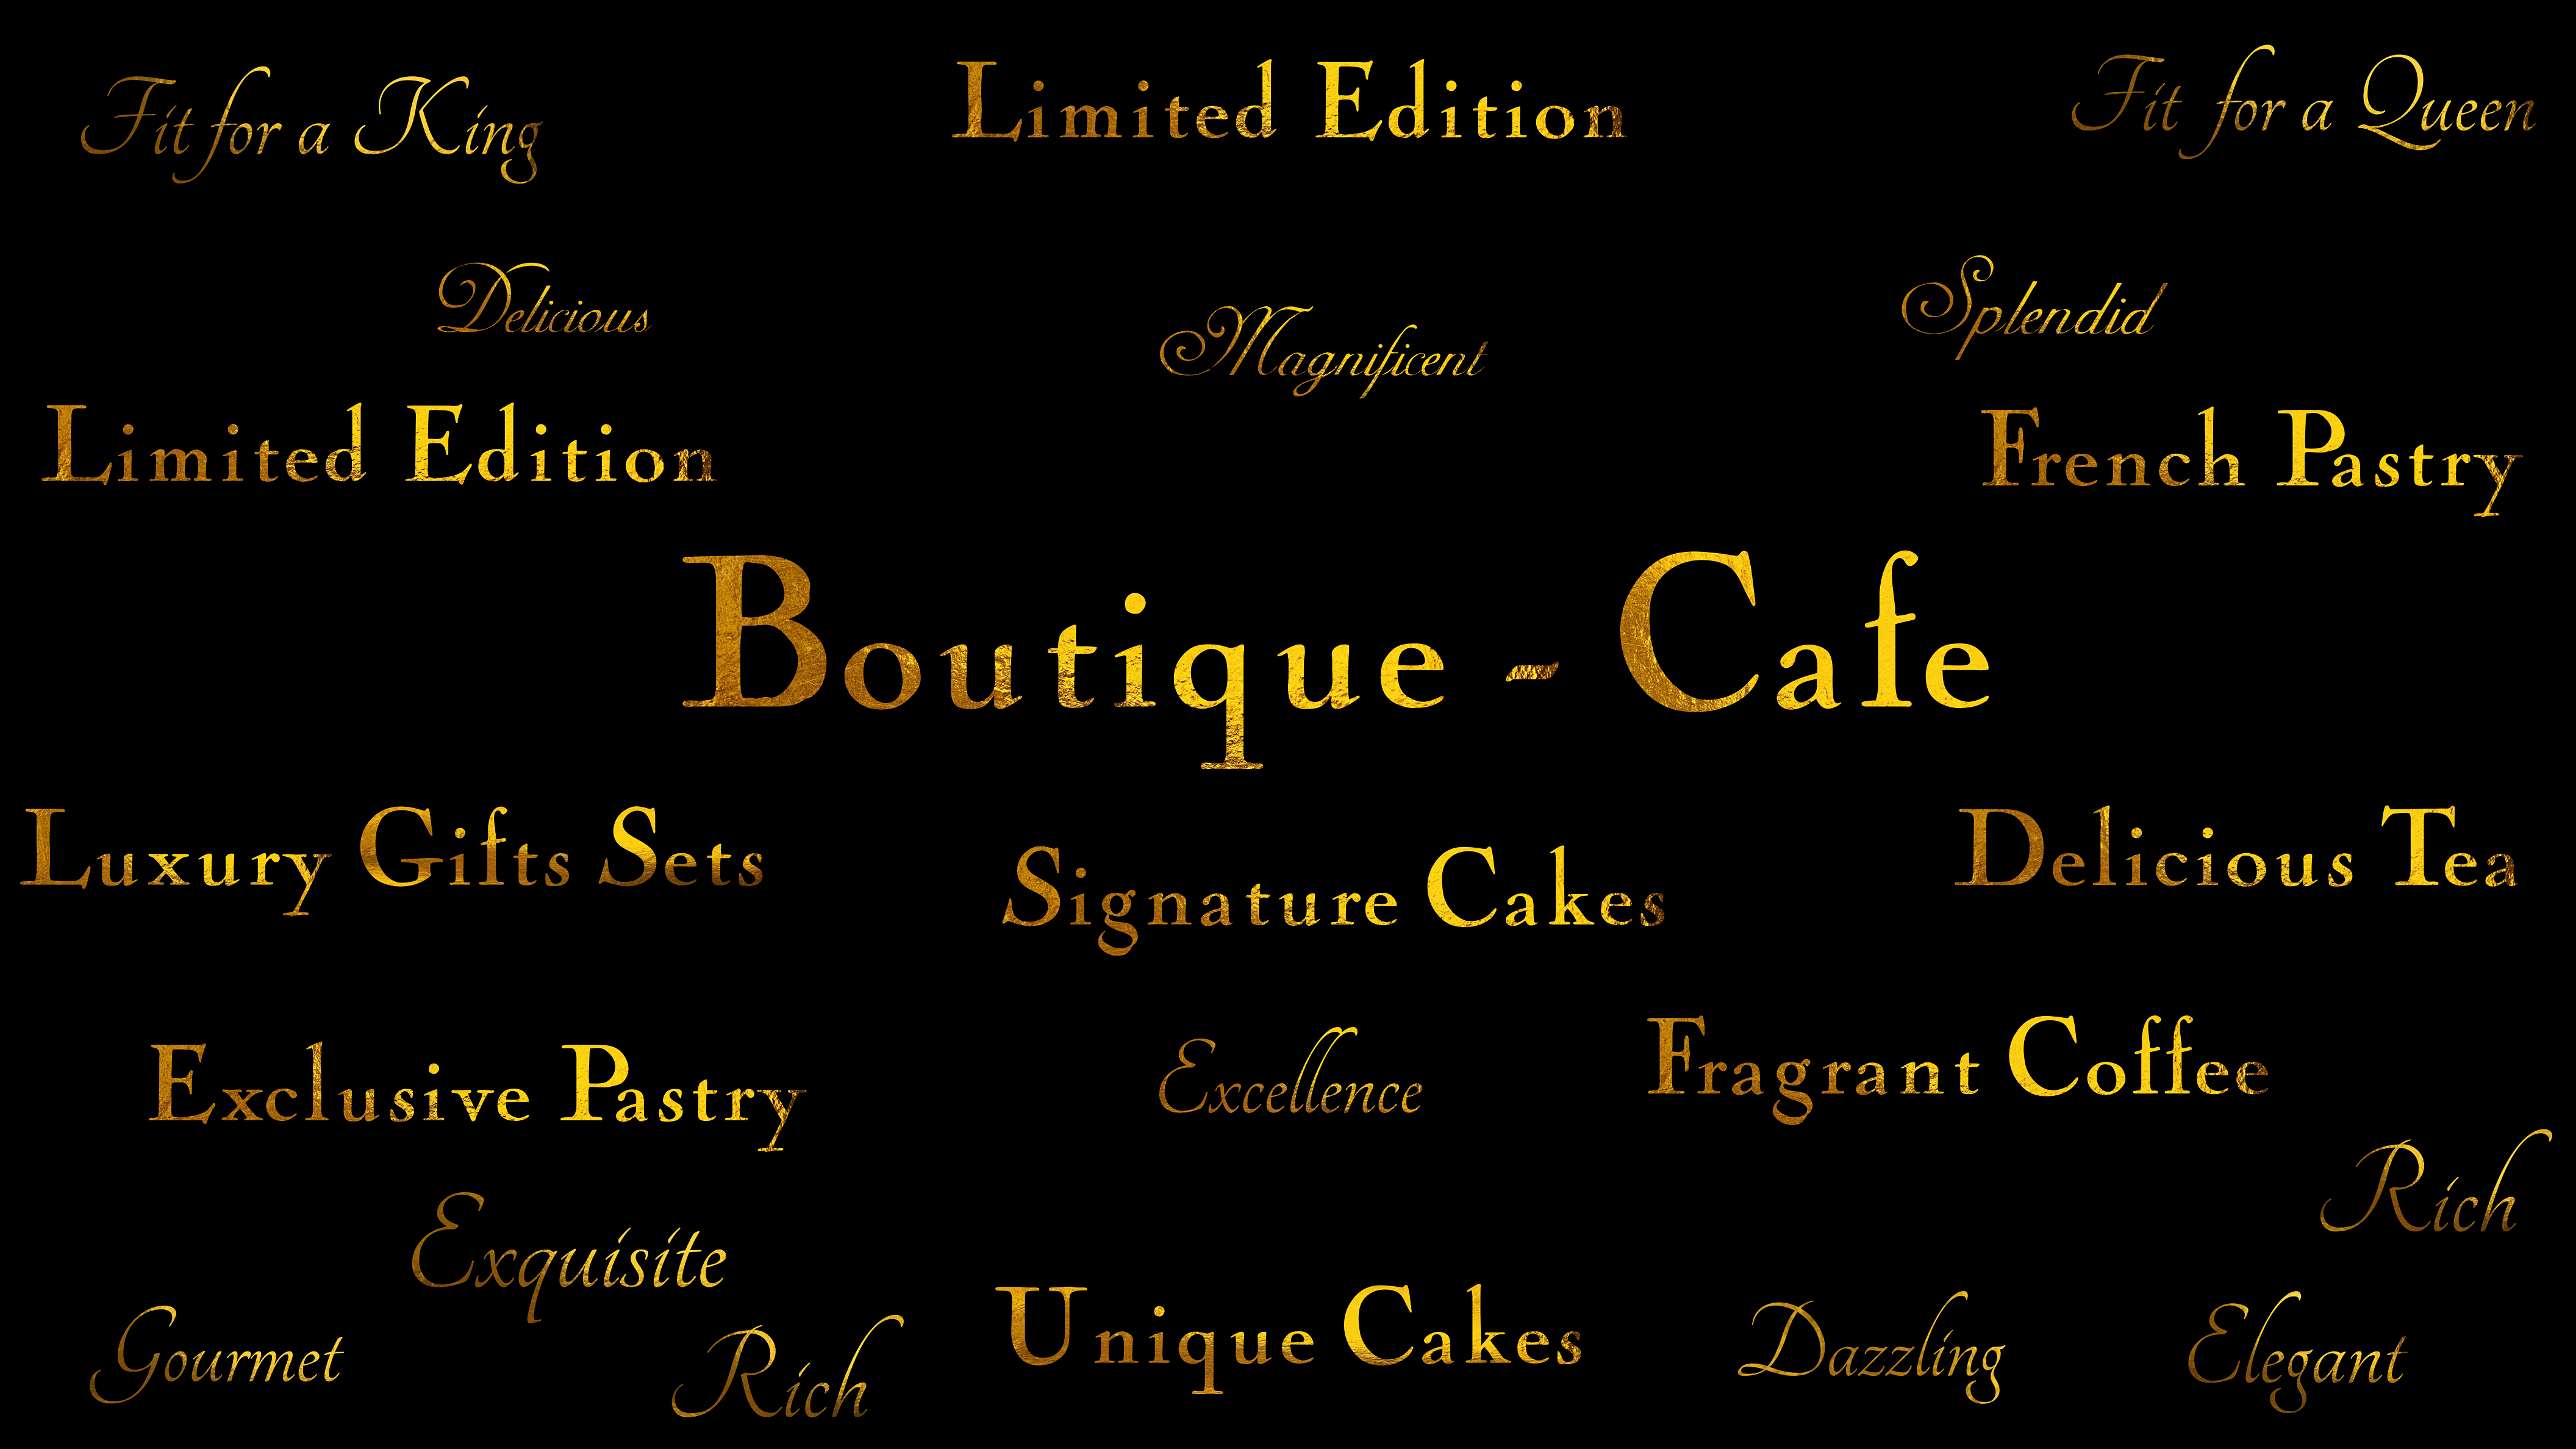 Fit for a King
Limited Edition
Fit for a Queen
Delicious
Magnificent
Splendid
Limited Edition
French Pastry
Boutique - Cafe
Luxury Gifts Sets
Signature Cakes
Delicious Tea
Exclusive Pastry
Excellence
Fragrant Coffee
Rich
Exquisite
Gourmet
Rich
Unique Cakes
Dazzling
Elegant